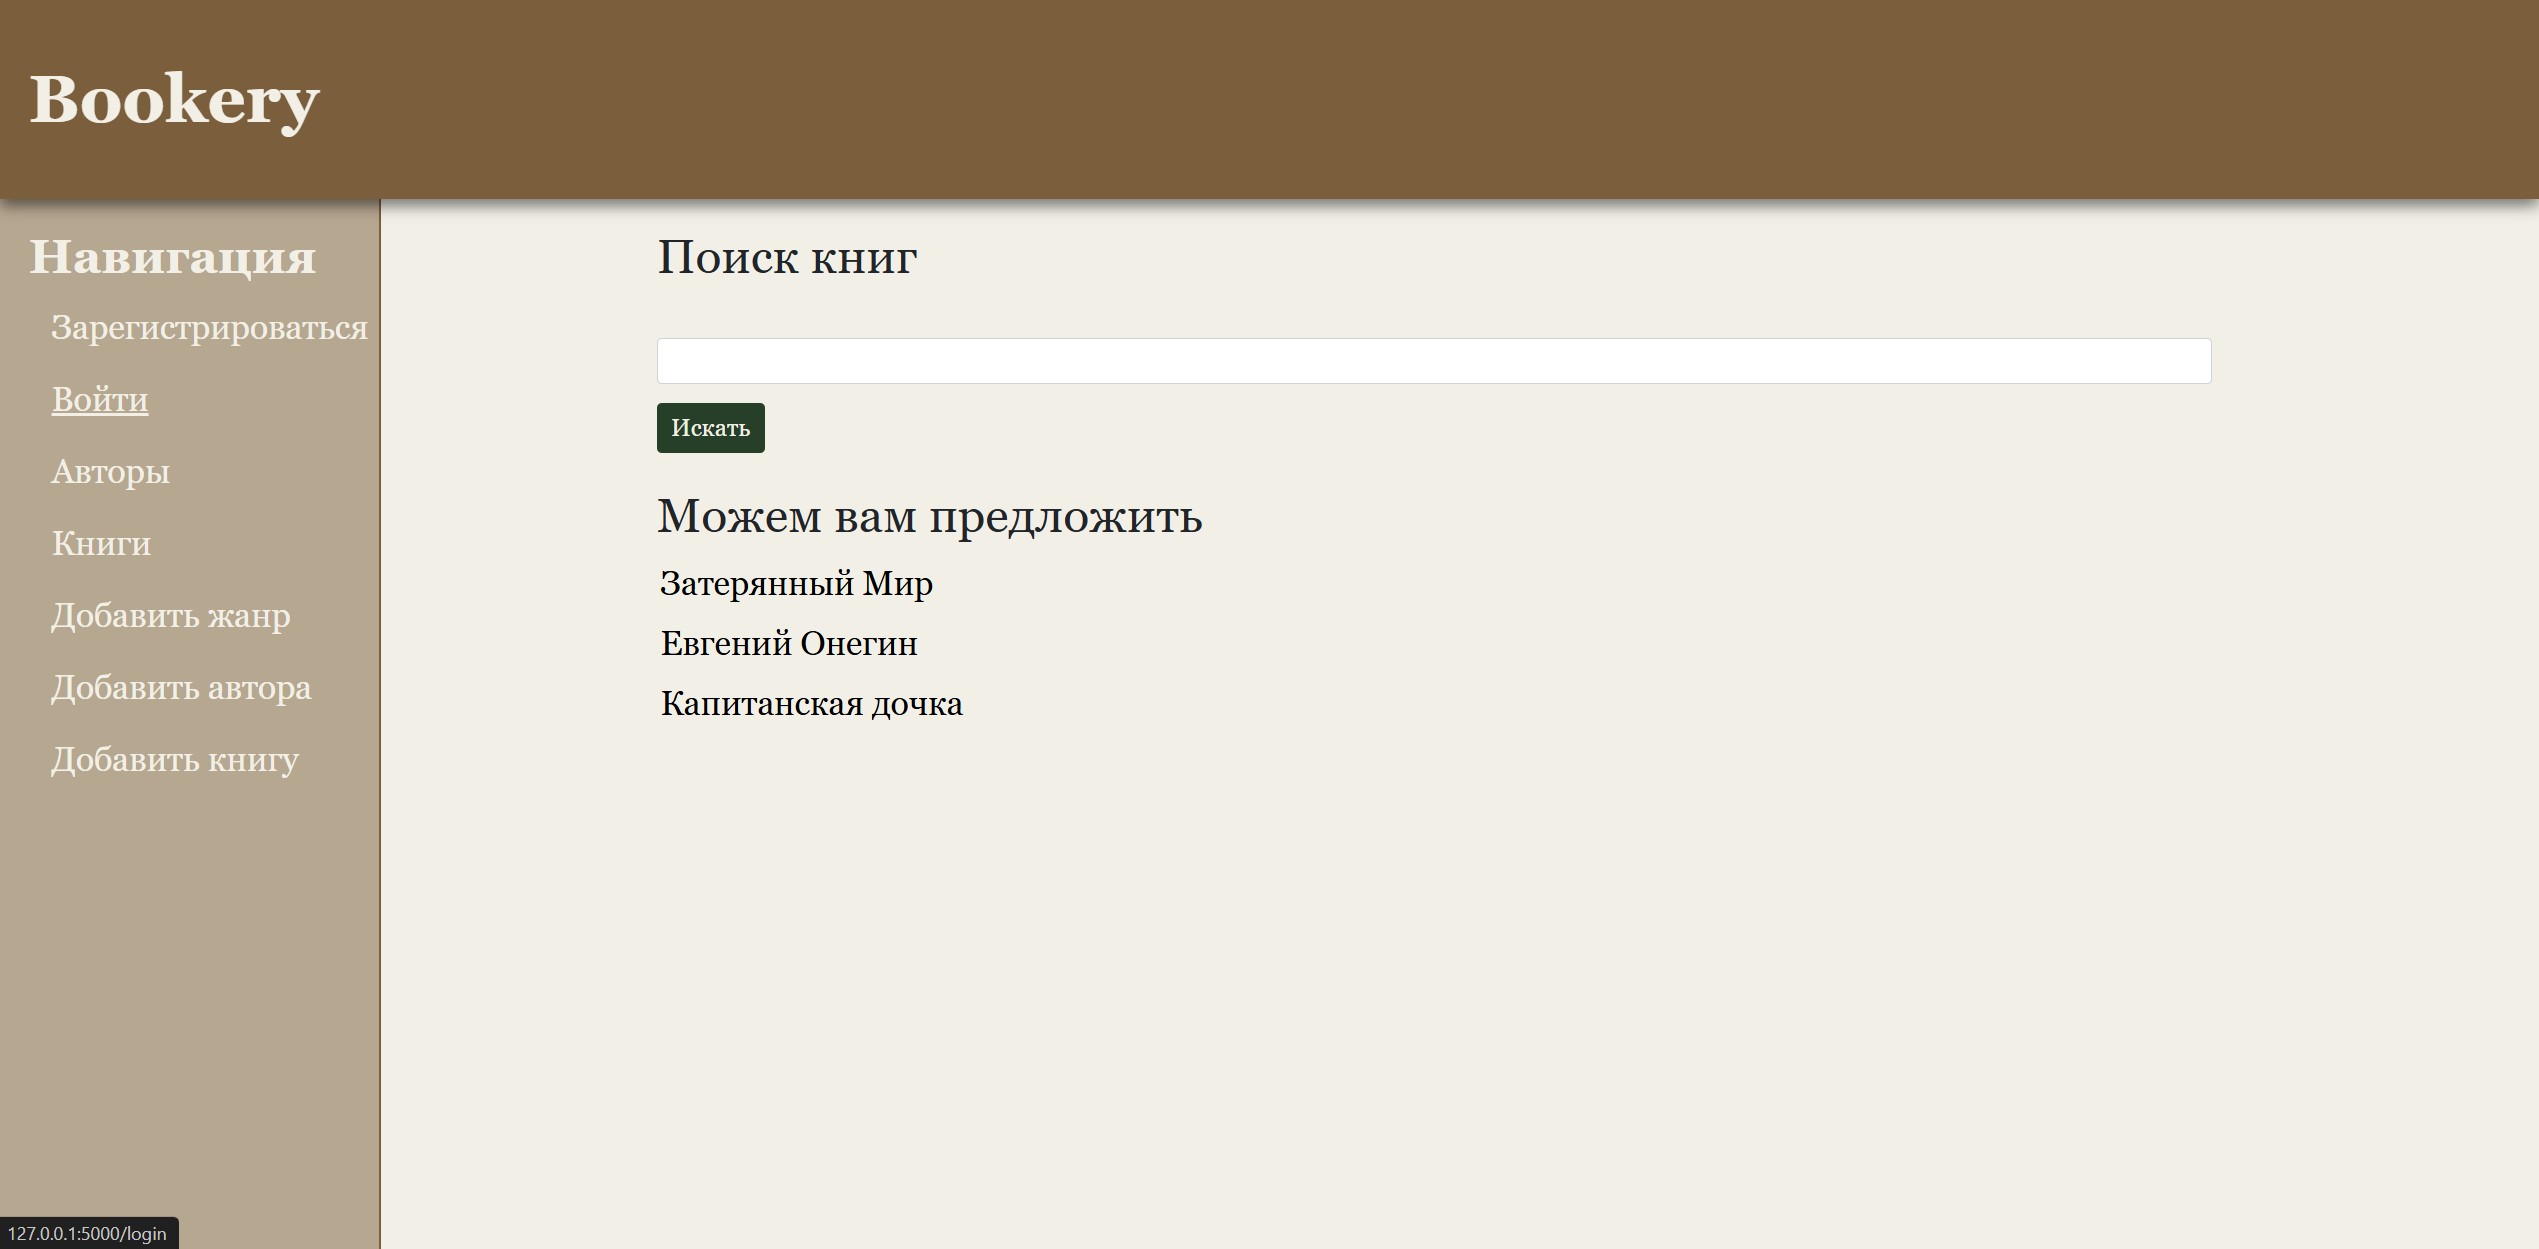 Bookery
Навигация
Зарегистрироваться
Войти
Авторы
Книги
Добавить жанр
Добавить автора
Добавить книгу
Поиск книг
Искать
Можем вам предложить
Затерянный Мир
Евгений Онегин
Капитанская дочка
127.0.0.1:5000/login